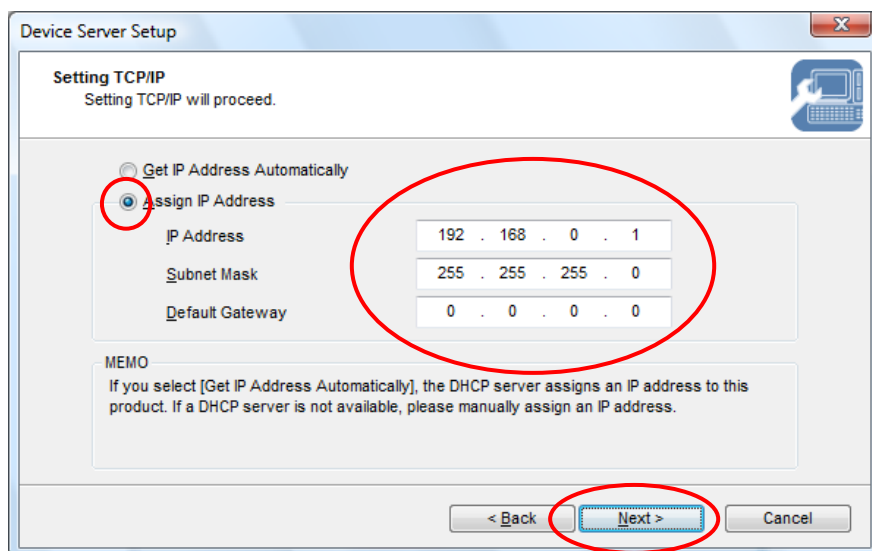 Device Server Setup
Setting TCP/IP
Setting TCP/IP will proceed.
Get IP Address Automatically
Assign IP Address
IP Address 192 . 168 . 0 . 1
Subnet Mask 255 . 255 . 255 . 0
Default Gateway 0 . 0 . 0 . 0
MEMO
If you select [Get IP Address Automatically], the DHCP server assigns an IP address to this
product. If a DHCP server is not available, please manually assign an IP address.
< Back Next > Cancel